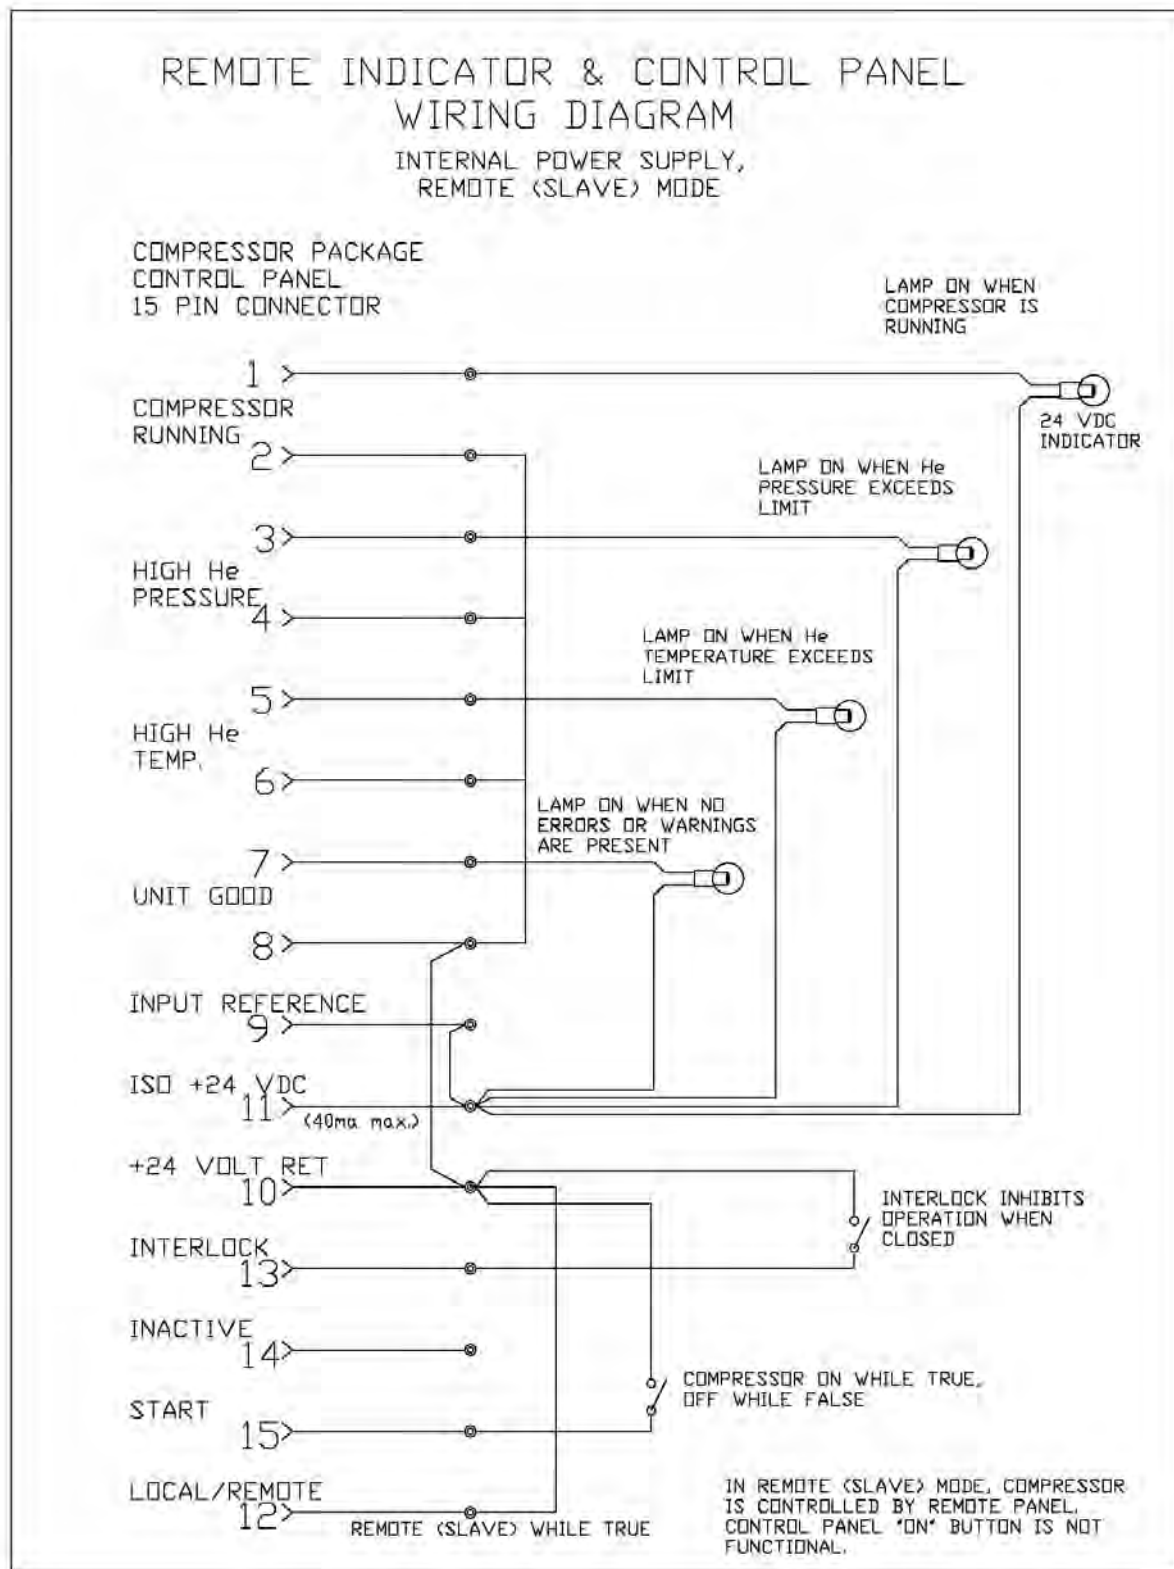 REMOTE INDICATOR & CONTROL PANEL
WIRING DIAGRAM
INTERNAL POWER SUPPLY,
REMOTE (SLAVE) MODE
COMPRESSOR PACKAGE
CONTROL PANEL
15 PIN CONNECTOR
LAMP ON WHEN
COMPRESSOR IS
RUNNING
1
COMPRESSOR
RUNNING
2
24 VDC
INDICATOR
LAMP ON WHEN He
PRESSURE EXCEEDS
LIMIT
3
HIGH He
PRESSURE
4
LAMP ON WHEN He
TEMPERATURE EXCEEDS
LIMIT
5
HIGH He
TEMP.
6
LAMP ON WHEN NO
ERRORS OR WARNINGS
ARE PRESENT
7
UNIT GOOD
8
INPUT REFERENCE
9
ISO +24 VDC
11
(40ma max.)
+24 VOLT RET
10
INTERLOCK INHIBITS
OPERATION WHEN
CLOSED
INTERLOCK
13
INACTIVE
14
COMPRESSOR ON WHILE TRUE,
OFF WHILE FALSE
START
15
LOCAL/REMOTE
12
REMOTE (SLAVE) WHILE TRUE
IN REMOTE (SLAVE) MODE, COMPRESSOR
IS CONTROLLED BY REMOTE PANEL.
CONTROL PANEL "ON" BUTTON IS NOT
FUNCTIONAL.